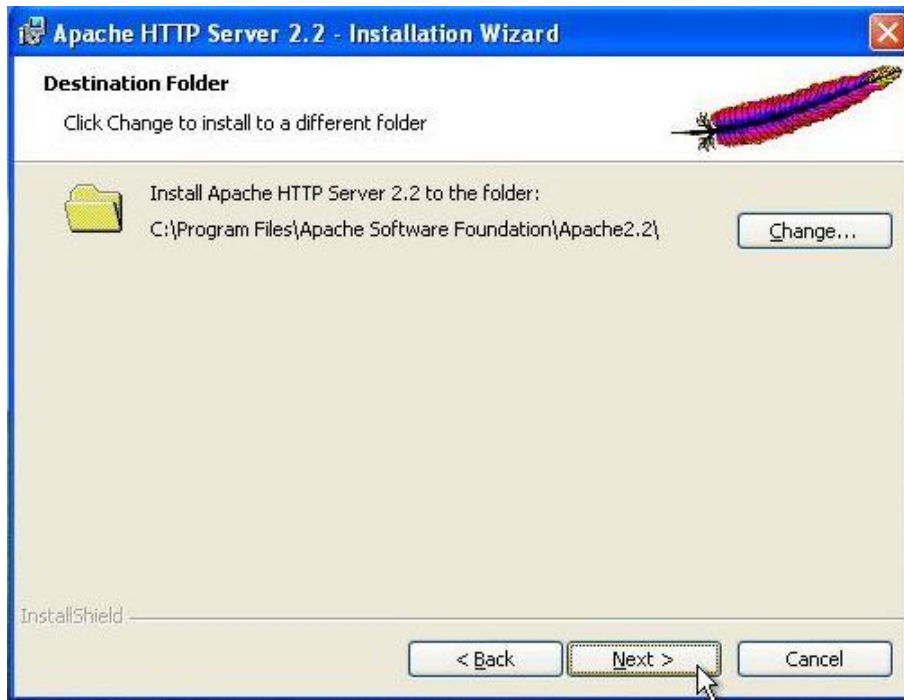 Apache HTTP Server 2.2 - Installation Wizard
Destination Folder
Click Change to install to a different folder
Install Apache HTTP Server 2.2 to the folder:
C:\Program Files\Apache Software Foundation\Apache2.2\
Change...
InstallShield
< Back
Next >
Cancel